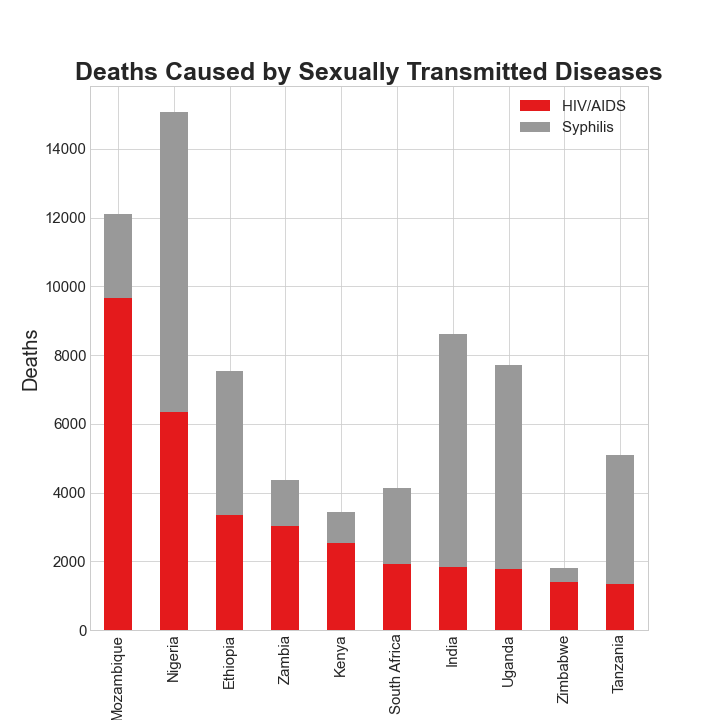 Deaths Caused by Sexually Transmitted Diseases
HIV/AIDS
Syphilis
Deaths
14000
12000
10000
8000
6000
4000
2000
0
Mozambique
Nigeria
Ethiopia
Zambia
Kenya
South Africa
India
Uganda
Zimbabwe
Tanzania